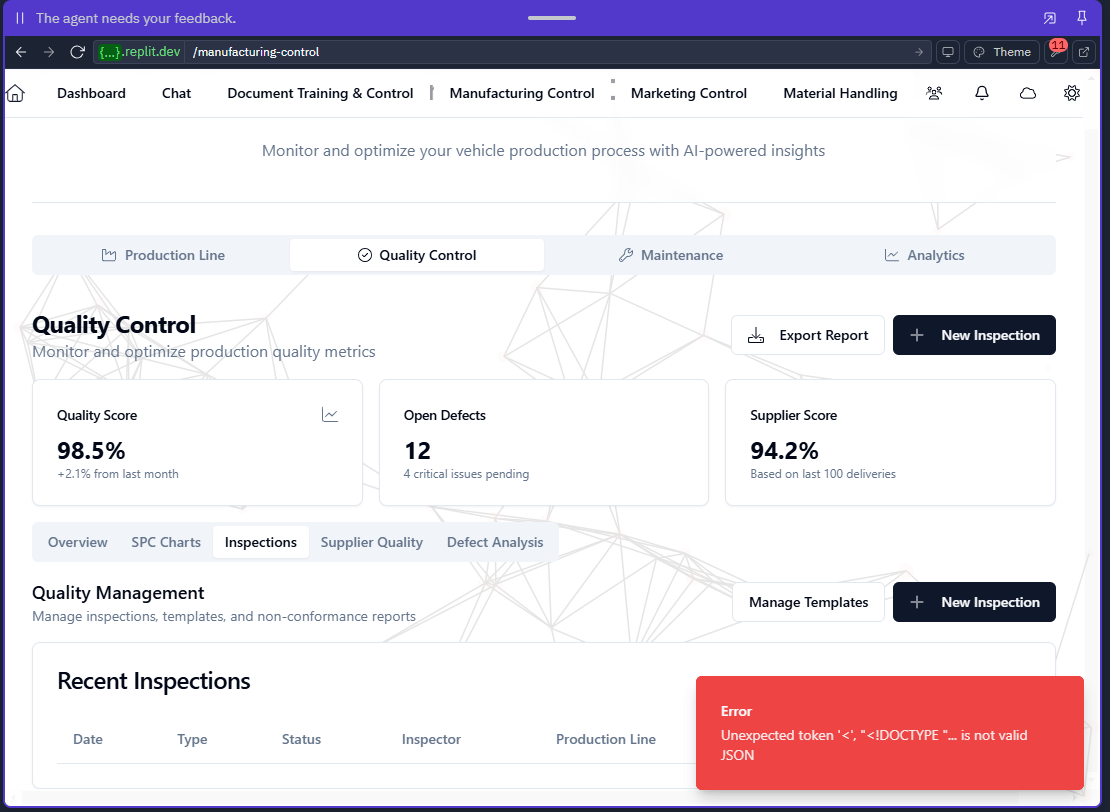 The agent needs your feedback.
{...}.replit.dev /manufacturing-control
Theme
11
Dashboard Chat Document Training & Control Manufacturing Control Marketing Control Material Handling
Monitor and optimize your vehicle production process with AI-powered insights
Production Line Quality Control Maintenance Analytics
Quality Control
Monitor and optimize production quality metrics
Export Report
New Inspection
Quality Score
98.5%
+2.1% from last month
Open Defects
12
4 critical issues pending
Supplier Score
94.2%
Based on last 100 deliveries
Overview SPC Charts Inspections Supplier Quality Defect Analysis
Quality Management
Manage inspections, templates, and non-conformance reports
Manage Templates
New Inspection
Recent Inspections
Date Type Status Inspector Production Line
Error
Unexpected token '<', "<!DOCTYPE "... is not valid
JSON